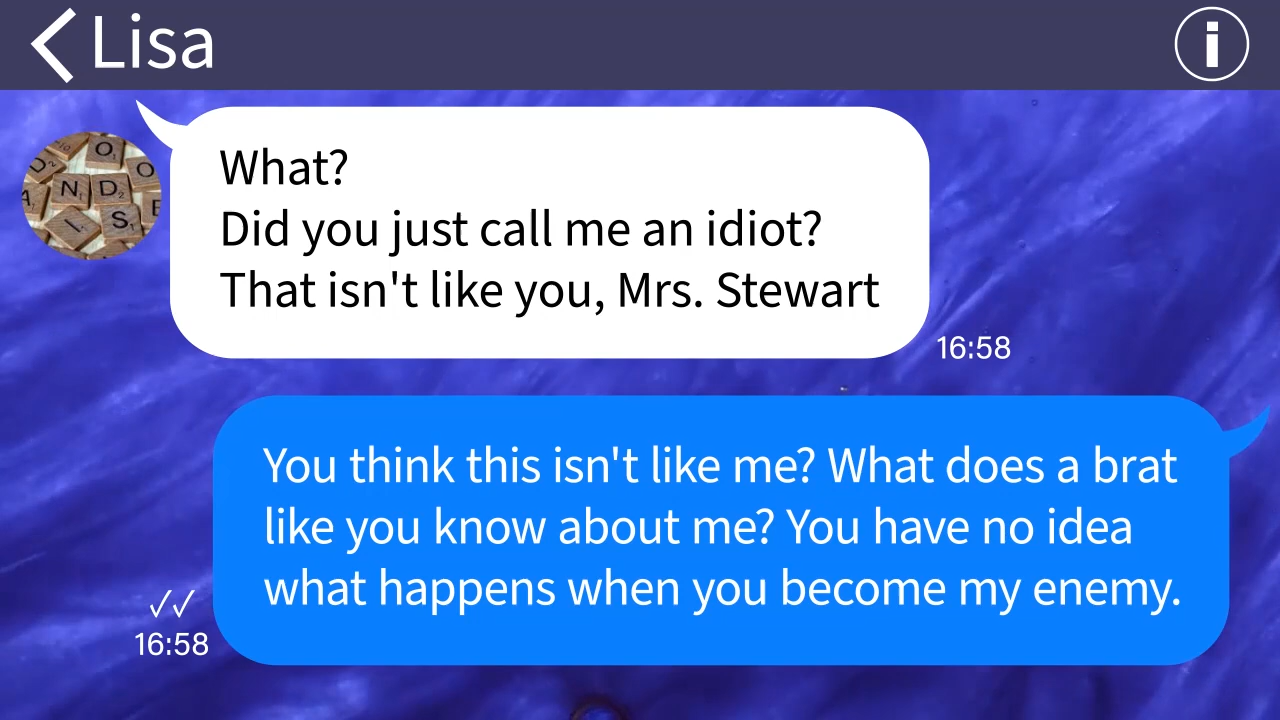 Lisa
What?
Did you just call me an idiot?
That isn't like you, Mrs. Stewart
16:58
You think this isn't like me? What does a brat
like you know about me? You have no idea
what happens when you become my enemy.
16:58